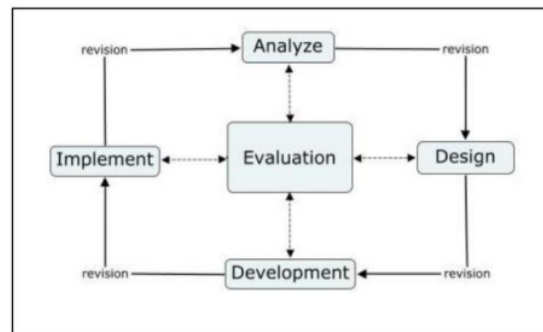 revision
Analyze
revision
Implement
Evaluation
Design
revision
Development
revision